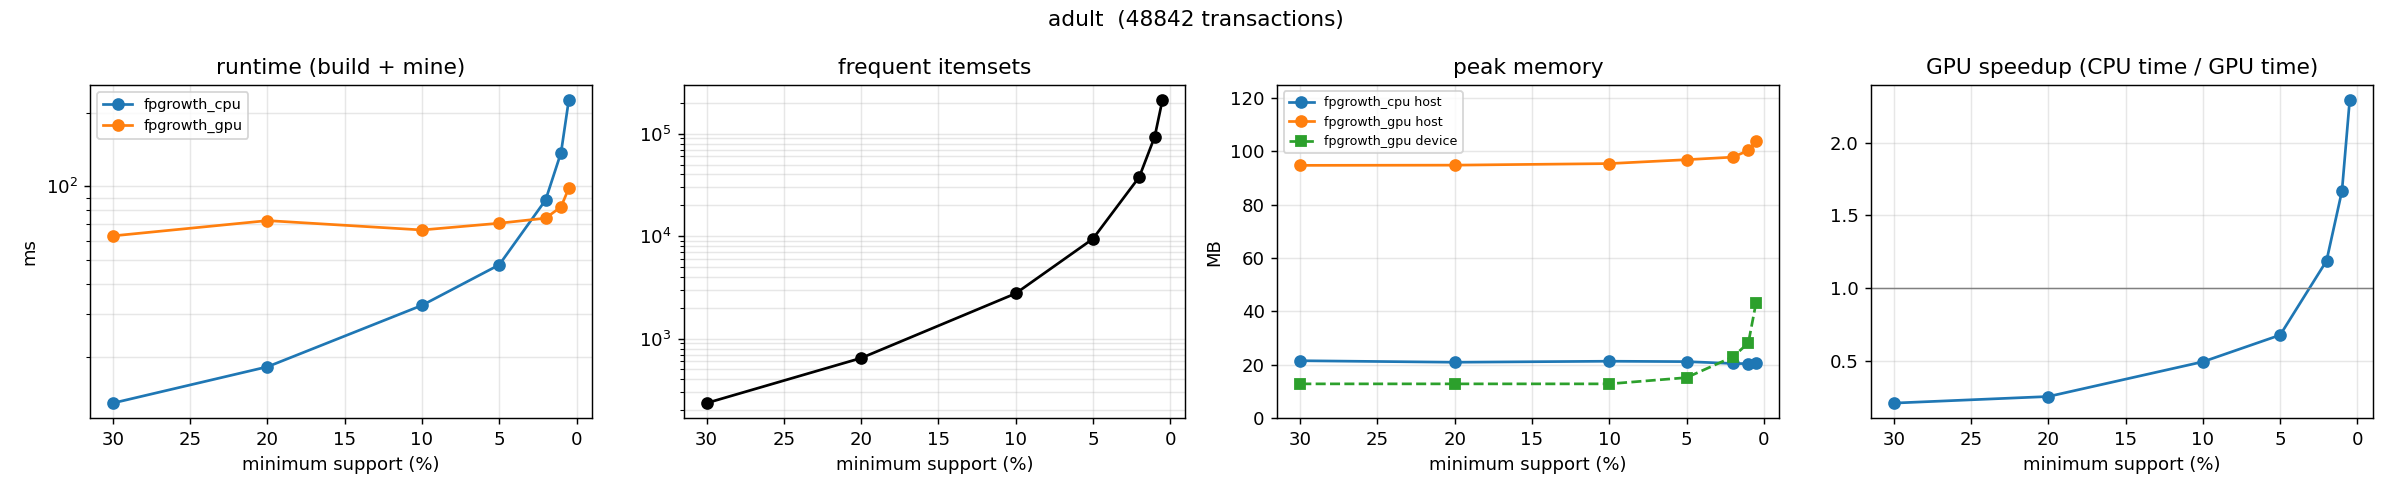 adult (48842 transactions)
runtime (build + mine)
fpgrowth_cpu
fpgrowth_gpu
10²
ms
30 25 20 15 10 5 0
minimum support (%)
frequent itemsets
10⁵
10⁴
10³
30 25 20 15 10 5 0
minimum support (%)
peak memory
fpgrowth_cpu host
fpgrowth_gpu host
fpgrowth_gpu device
120
100
80
60
40
20
0
MB
30 25 20 15 10 5 0
minimum support (%)
GPU speedup (CPU time / GPU time)
2.0
1.5
1.0
0.5
30 25 20 15 10 5 0
minimum support (%)